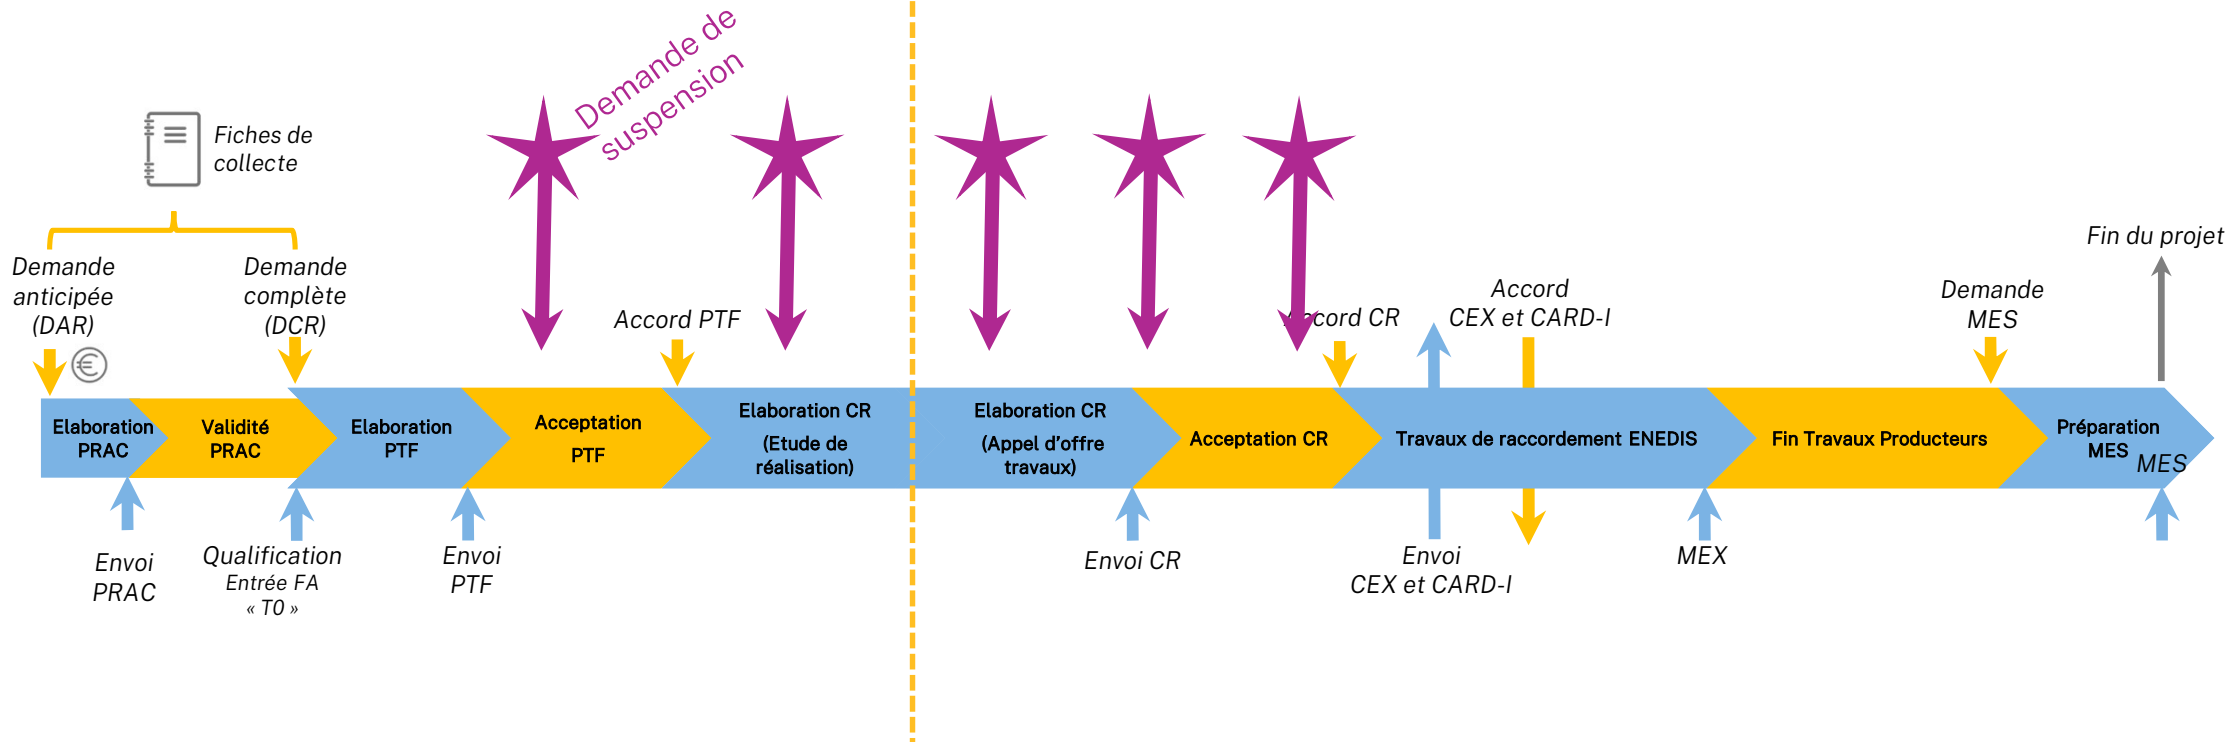 Demande de
suspension
Fiches de
collecte
Demande
anticipée
(DAR)
Demande
complète
(DCR)
Accord PTF
Accord CR
Accord
CEX et CARD-I
Demande
MES
Fin du projet
Elaboration
PRAC
Validité
PRAC
Elaboration
PTF
Acceptation
PTF
Elaboration CR
(Etude de
réalisation)
Elaboration CR
(Appel d’offre
travaux)
Acceptation CR
Travaux de raccordement ENEDIS
Fin Travaux Producteurs
Préparation
MES
MES
Envoi
PRAC
Qualification
Entrée FA
« T0 »
Envoi
PTF
Envoi CR
Envoi
CEX et CARD-I
MEX